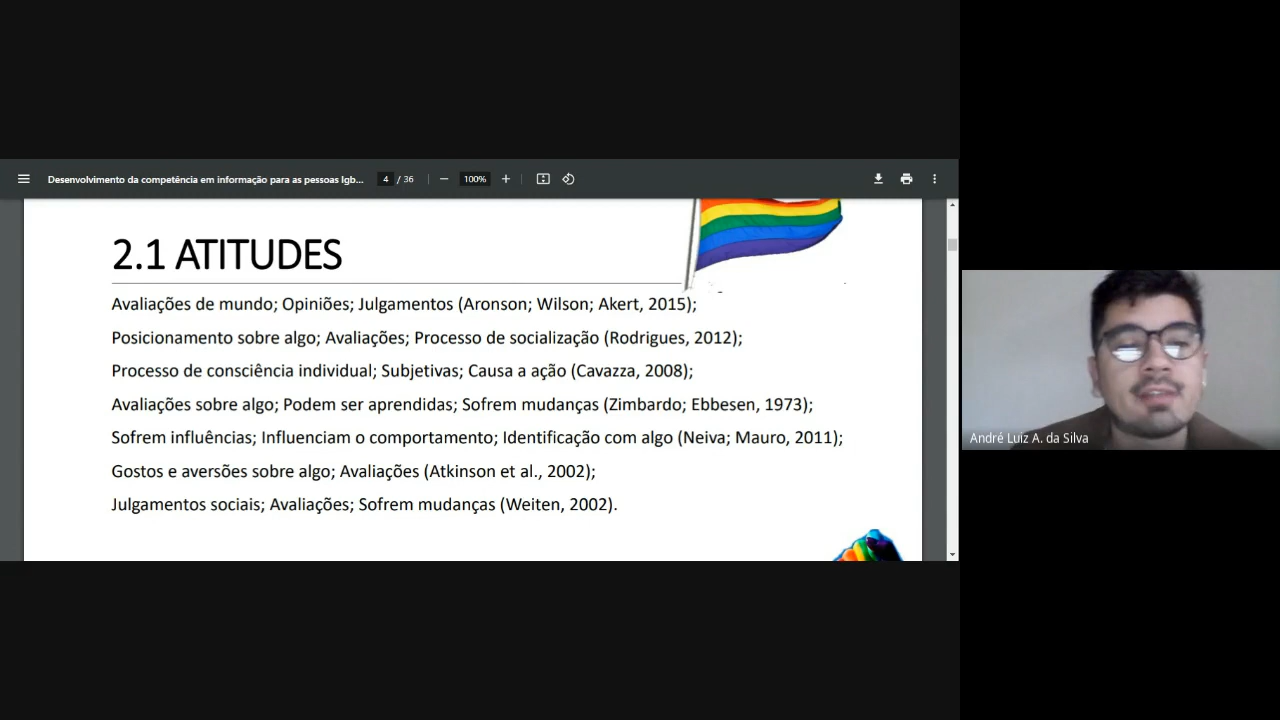 Desenvolvimento da competência em informação para as pessoas lgb...
4 / 36
100%
2.1 ATITUDES
Avaliações de mundo; Opiniões; Julgamentos (Aronson; Wilson; Akert, 2015);
Posicionamento sobre algo; Avaliações; Processo de socialização (Rodrigues, 2012);
Processo de consciência individual; Subjetivas; Causa a ação (Cavazza, 2008);
Avaliações sobre algo; Podem ser aprendidas; Sofrem mudanças (Zimbardo; Ebbesen, 1973);
Sofrem influências; Influenciam o comportamento; Identificação com algo (Neiva; Mauro, 2011);
Gostos e aversões sobre algo; Avaliações (Atkinson et al., 2002);
Julgamentos sociais; Avaliações; Sofrem mudanças (Weiten, 2002).
André Luiz A. da Silva